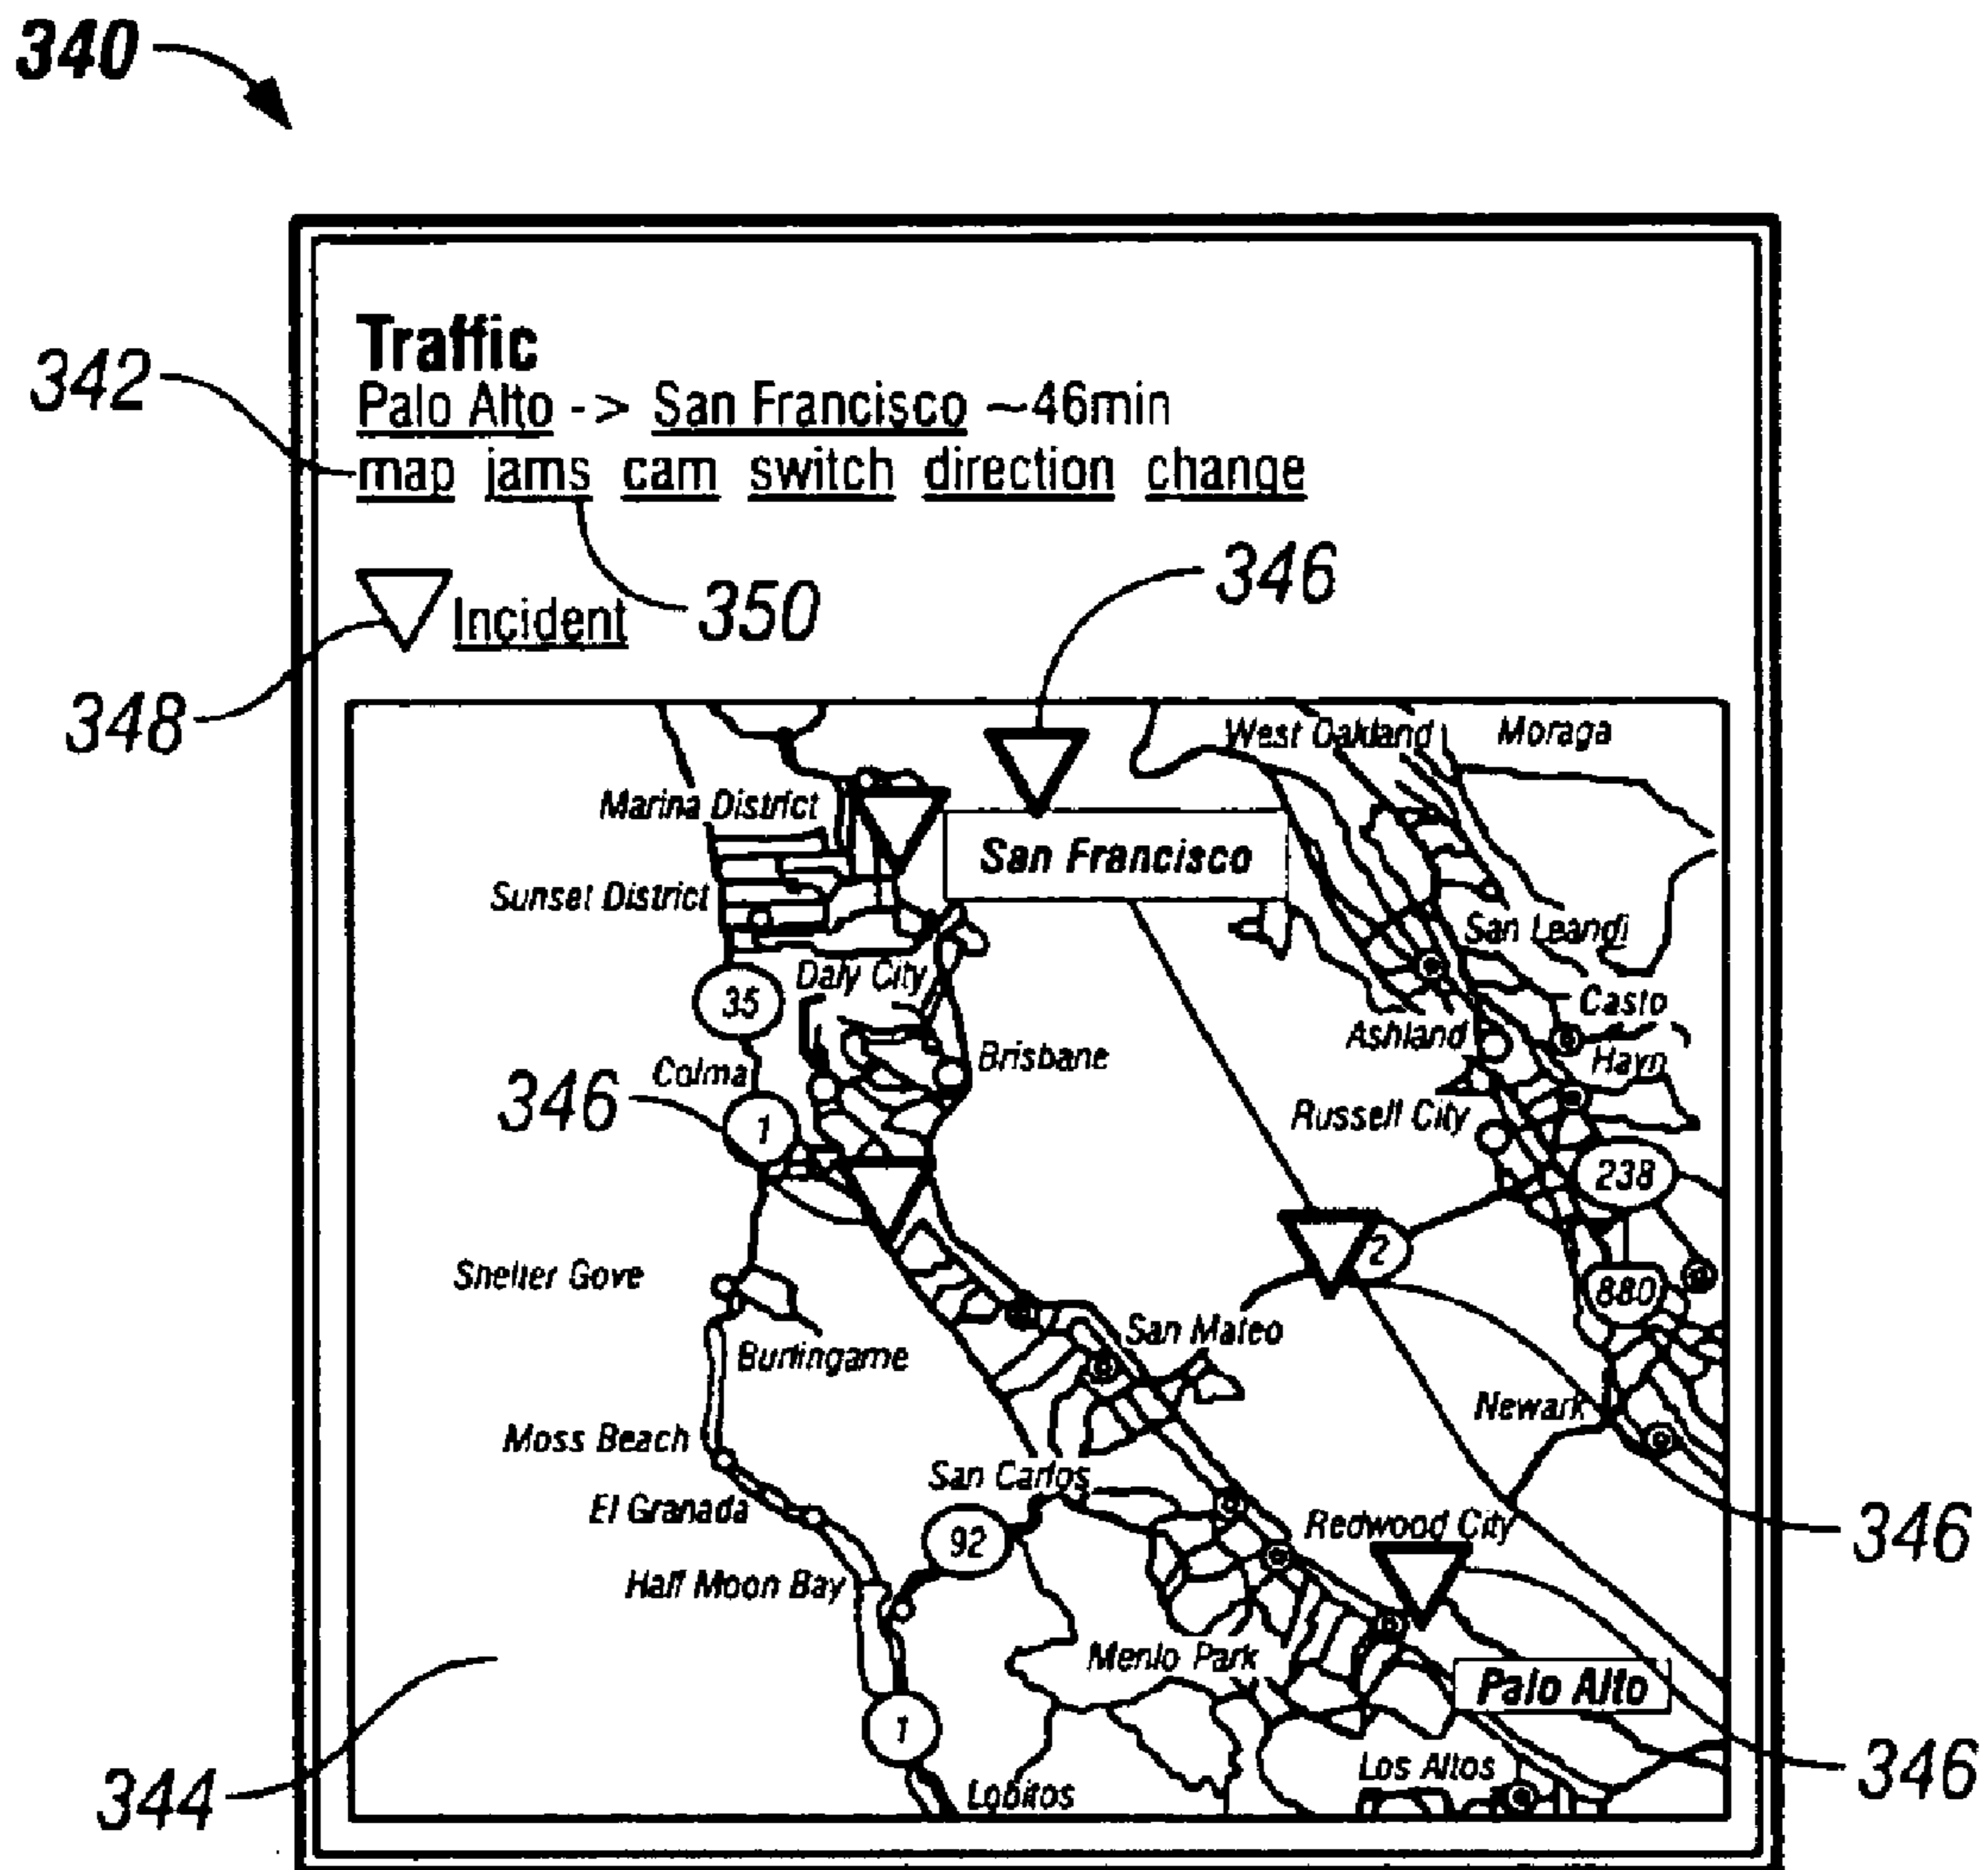 340
342
Traffic
Palo Alto -> San Francisco ~46min
map jams cam switch direction change
346
350
Incident
348
West Oakland
Moraga
Marina District
San Francisco
Sunset District
San Leandi
35
Daly City
Casto
Ashland
Hayn
Colma
Brisbane
346
1
Russell City
238
2
Shelter Gove
880
San Mateo
Burlingame
Newark
Moss Beach
San Carlos
El Granada
92
Redwood City
346
Half Moon Bay
Menlo Park
Palo Alto
1
344
Los Altos
346
Lobitos